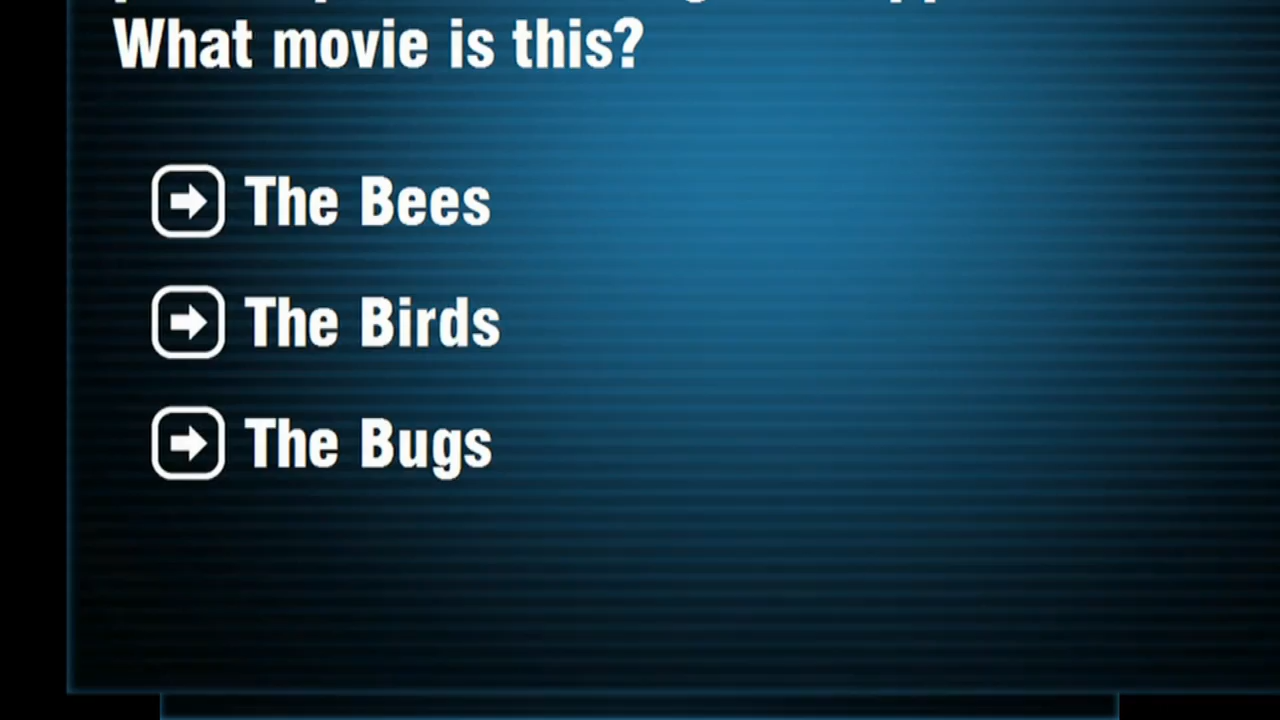 What movie is this?
The Bees
The Birds
The Bugs